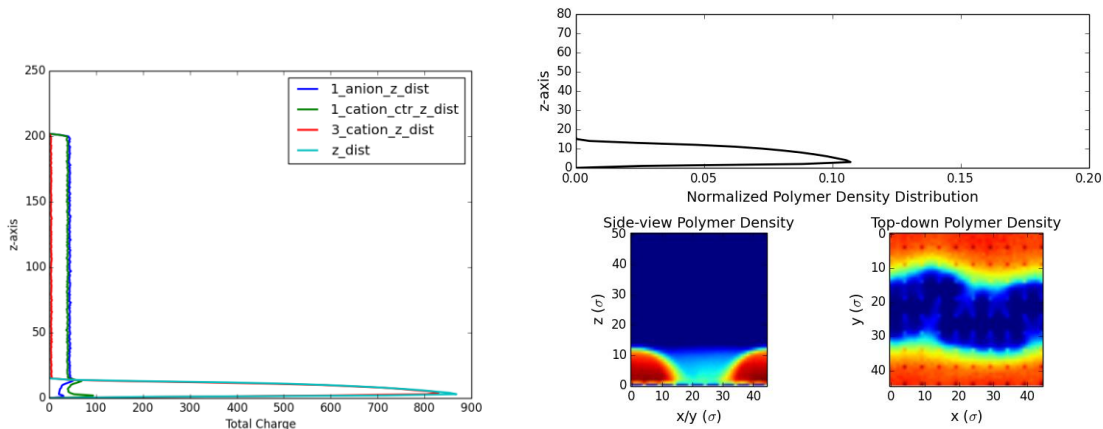 250
200
150
100
50
0
z-axis
1_anion_z_dist
1_cation_ctr_z_dist
3_cation_z_dist
z_dist
0 100 200 300 400 500 600 700 800 900
Total Charge
80
70
60
50
40
30
20
10
0
z-axis
0.00 0.05 0.10 0.15 0.20
Normalized Polymer Density Distribution
Side-view Polymer Density
50
40
30
20
10
0
z (σ)
0 10 20 30 40
x/y (σ)
Top-down Polymer Density
0
10
20
30
40
y (σ)
0 10 20 30 40
x (σ)